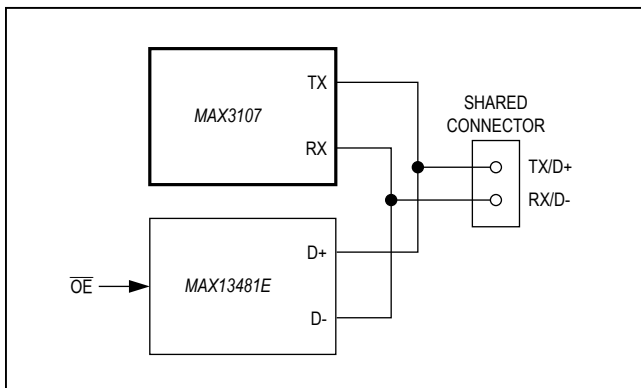 TX
MAX3107
RX
SHARED
CONNECTOR
TX/D+
RX/D-
D+
OE
MAX13481E
D-